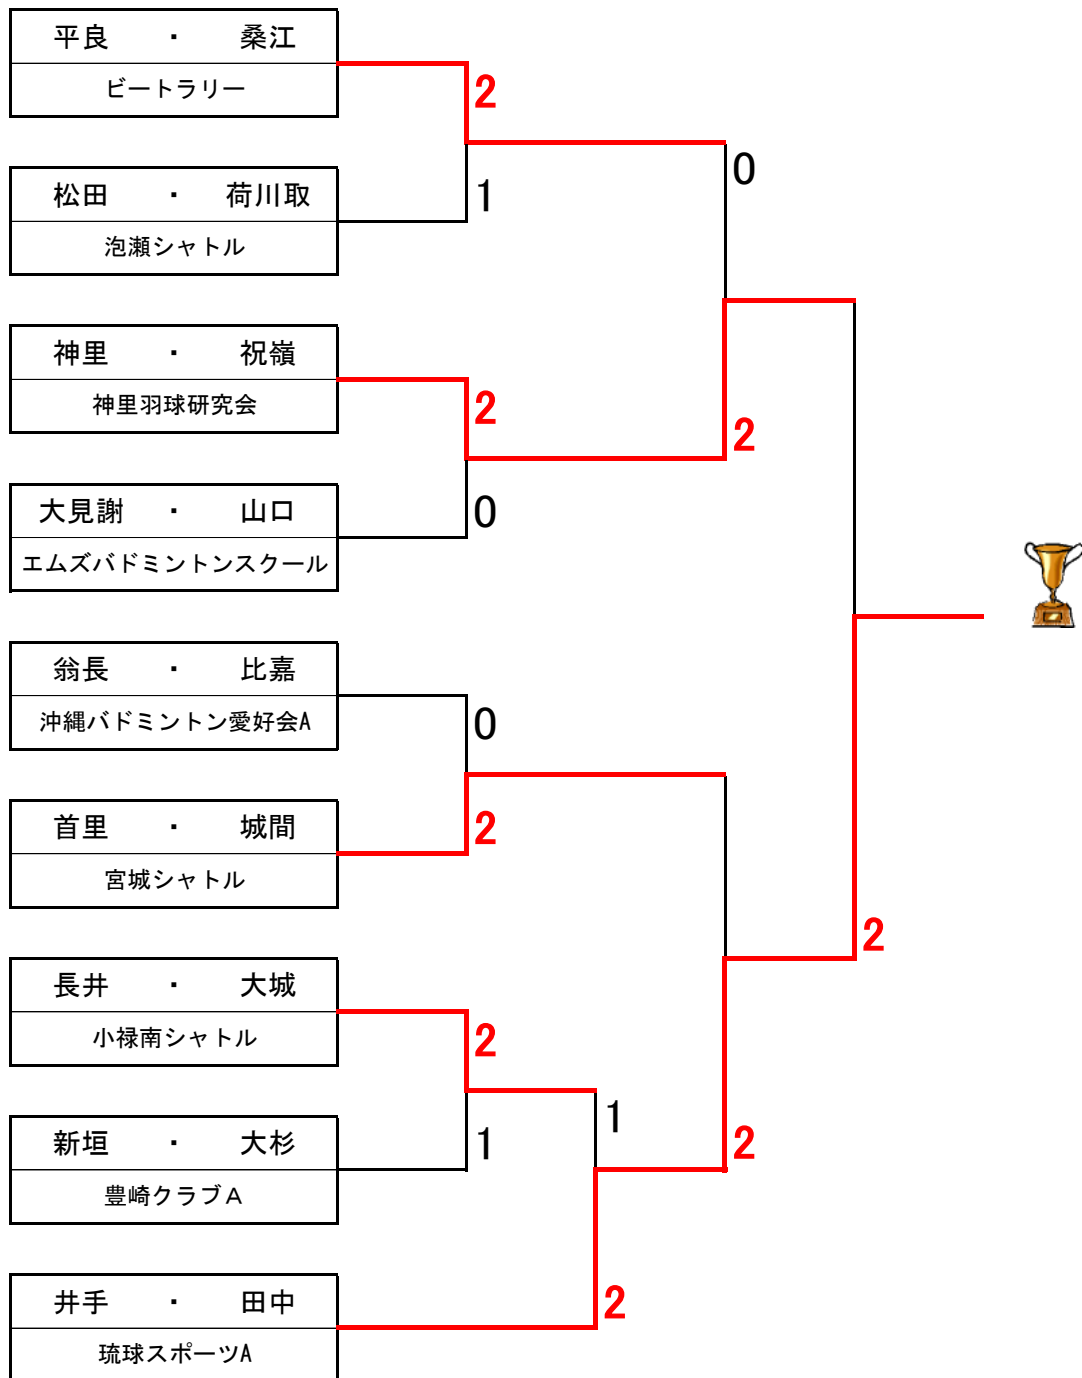 平良 ・ 桑江
ビートラリー
2
0
松田 ・ 荷川取
1
泡瀬シャトル
神里 ・ 祝嶺
神里羽球研究会
2
2
大見謝 ・ 山口
0
エムズバドミントンスクール
翁長 ・ 比嘉
沖縄バドミントン愛好会A
0
首里 ・ 城間
2
宮城シャトル
2
長井 ・ 大城
小禄南シャトル
2
1
新垣 ・ 大杉
1
2
豊崎クラブA
井手 ・ 田中
2
琉球スポーツA